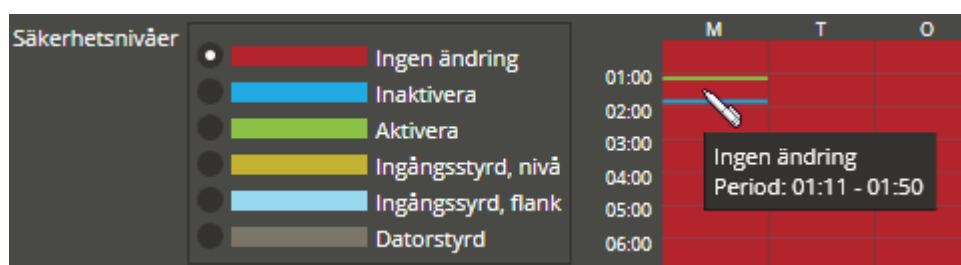 Säkerhetsnivåer
Ingen ändring
Inaktivera
Aktivera
Ingångsstyrd, nivå
Ingångssyrd, flank
Datorstyrd
M T O
01:00
02:00
03:00
04:00
05:00
06:00
Ingen ändring
Period: 01:11 - 01:50